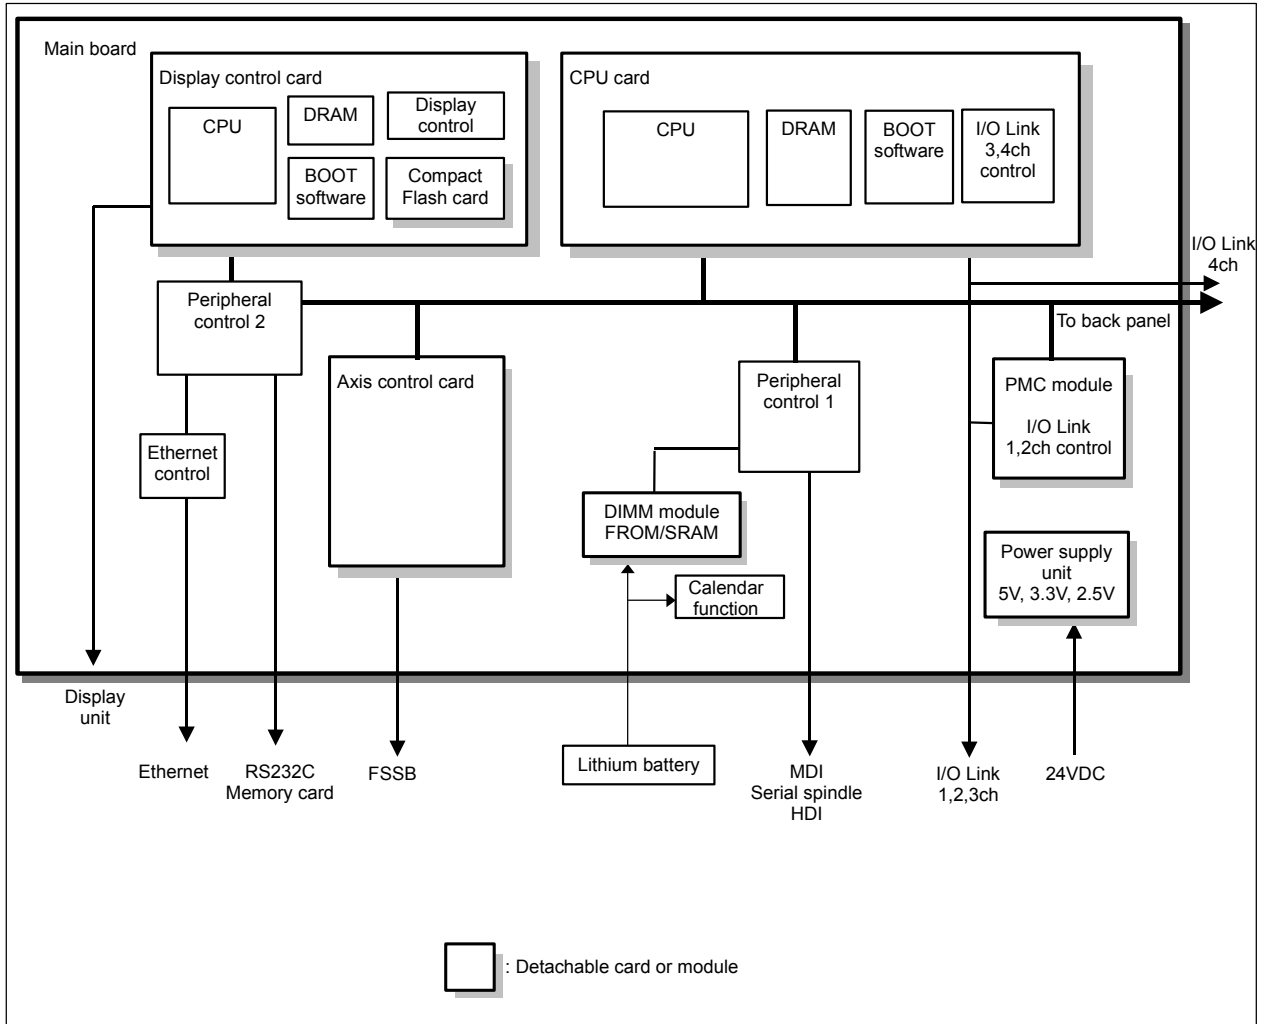 Main board
Display control card
CPU
DRAM
Display
control
BOOT
software
Compact
Flash card
CPU card
CPU
DRAM
BOOT
software
I/O Link
3,4ch
control
I/O Link
4ch
To back panel
Peripheral
control 2
Axis control card
Peripheral
control 1
PMC module
I/O Link
1,2ch control
Ethernet
control
DIMM module
FROM/SRAM
Calendar
function
Power supply
unit
5V, 3.3V, 2.5V
Display
unit
Ethernet
RS232C
Memory card
FSSB
Lithium battery
MDI
Serial spindle
HDI
I/O Link
1,2,3ch
24VDC
: Detachable card or module